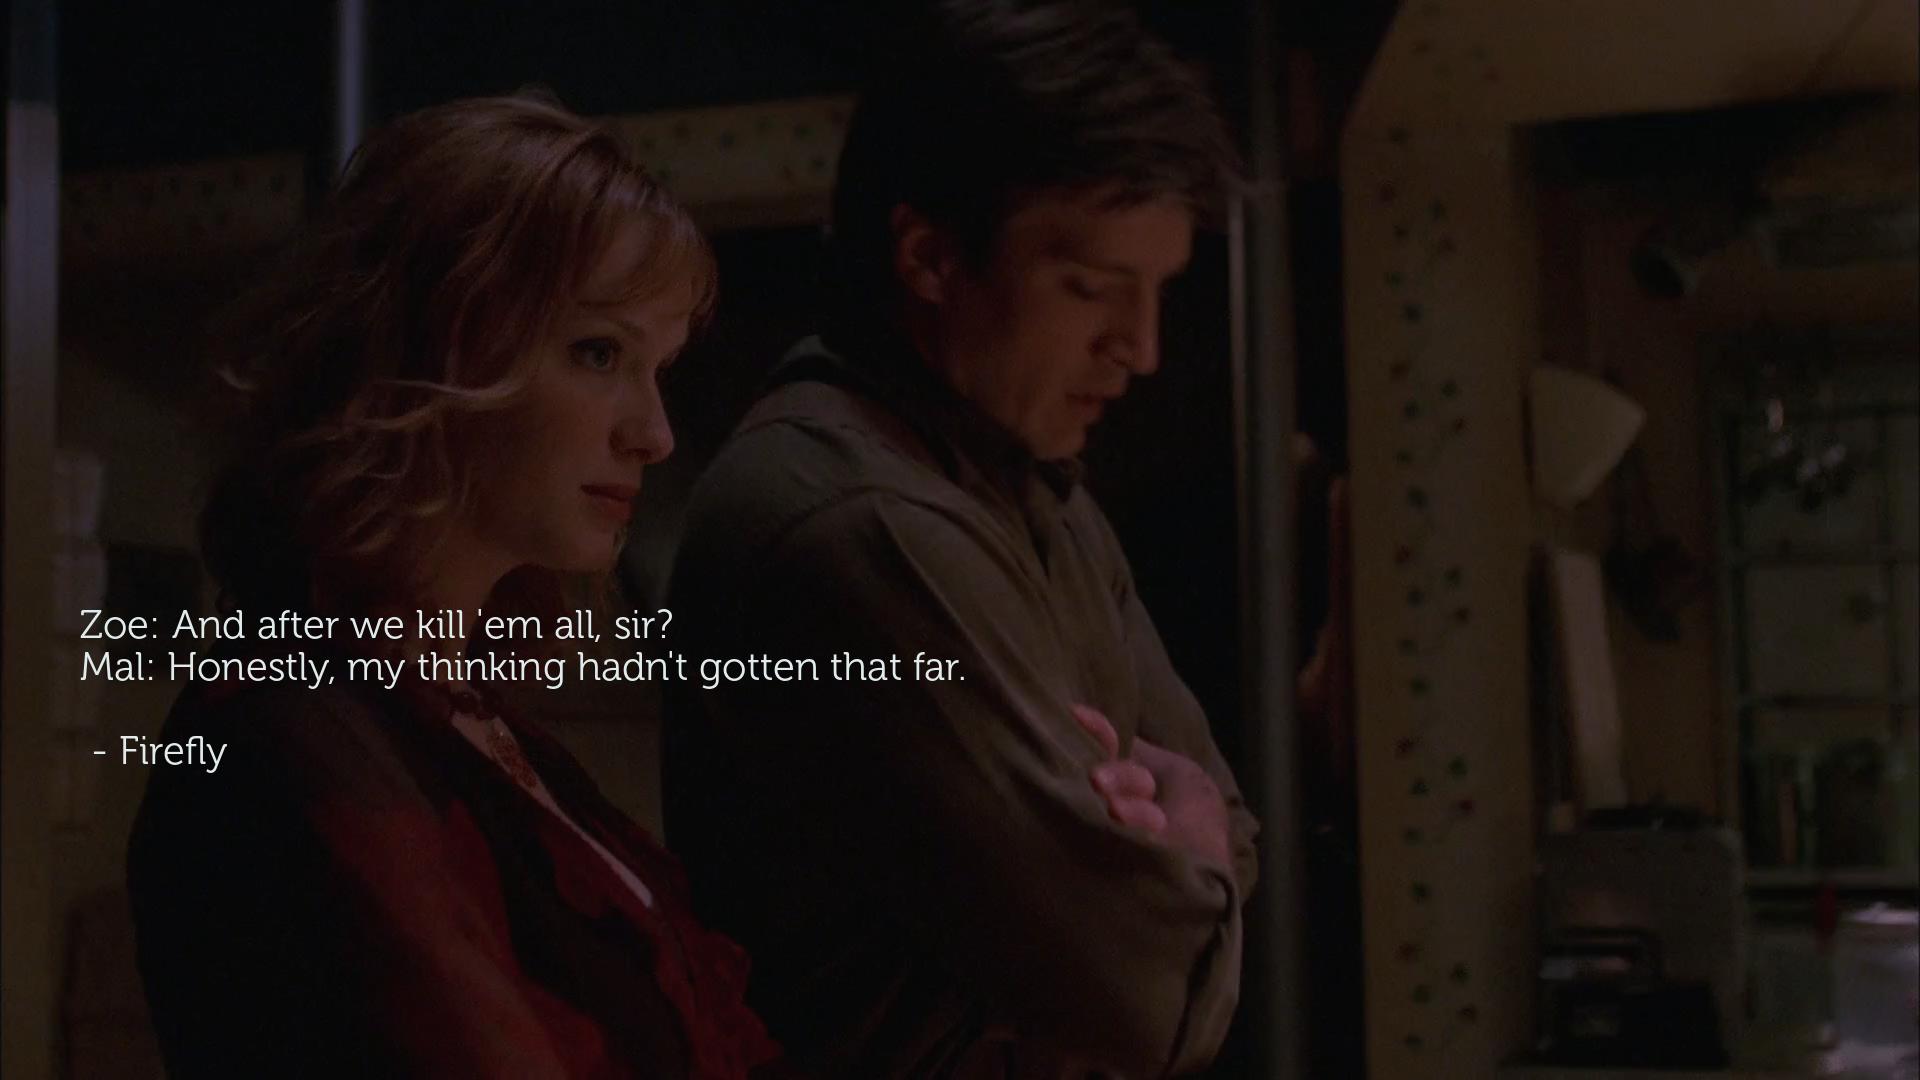 Zoe: And after we kill 'em all, sir?
Mal: Honestly, my thinking hadn't gotten that far.
- Firefly